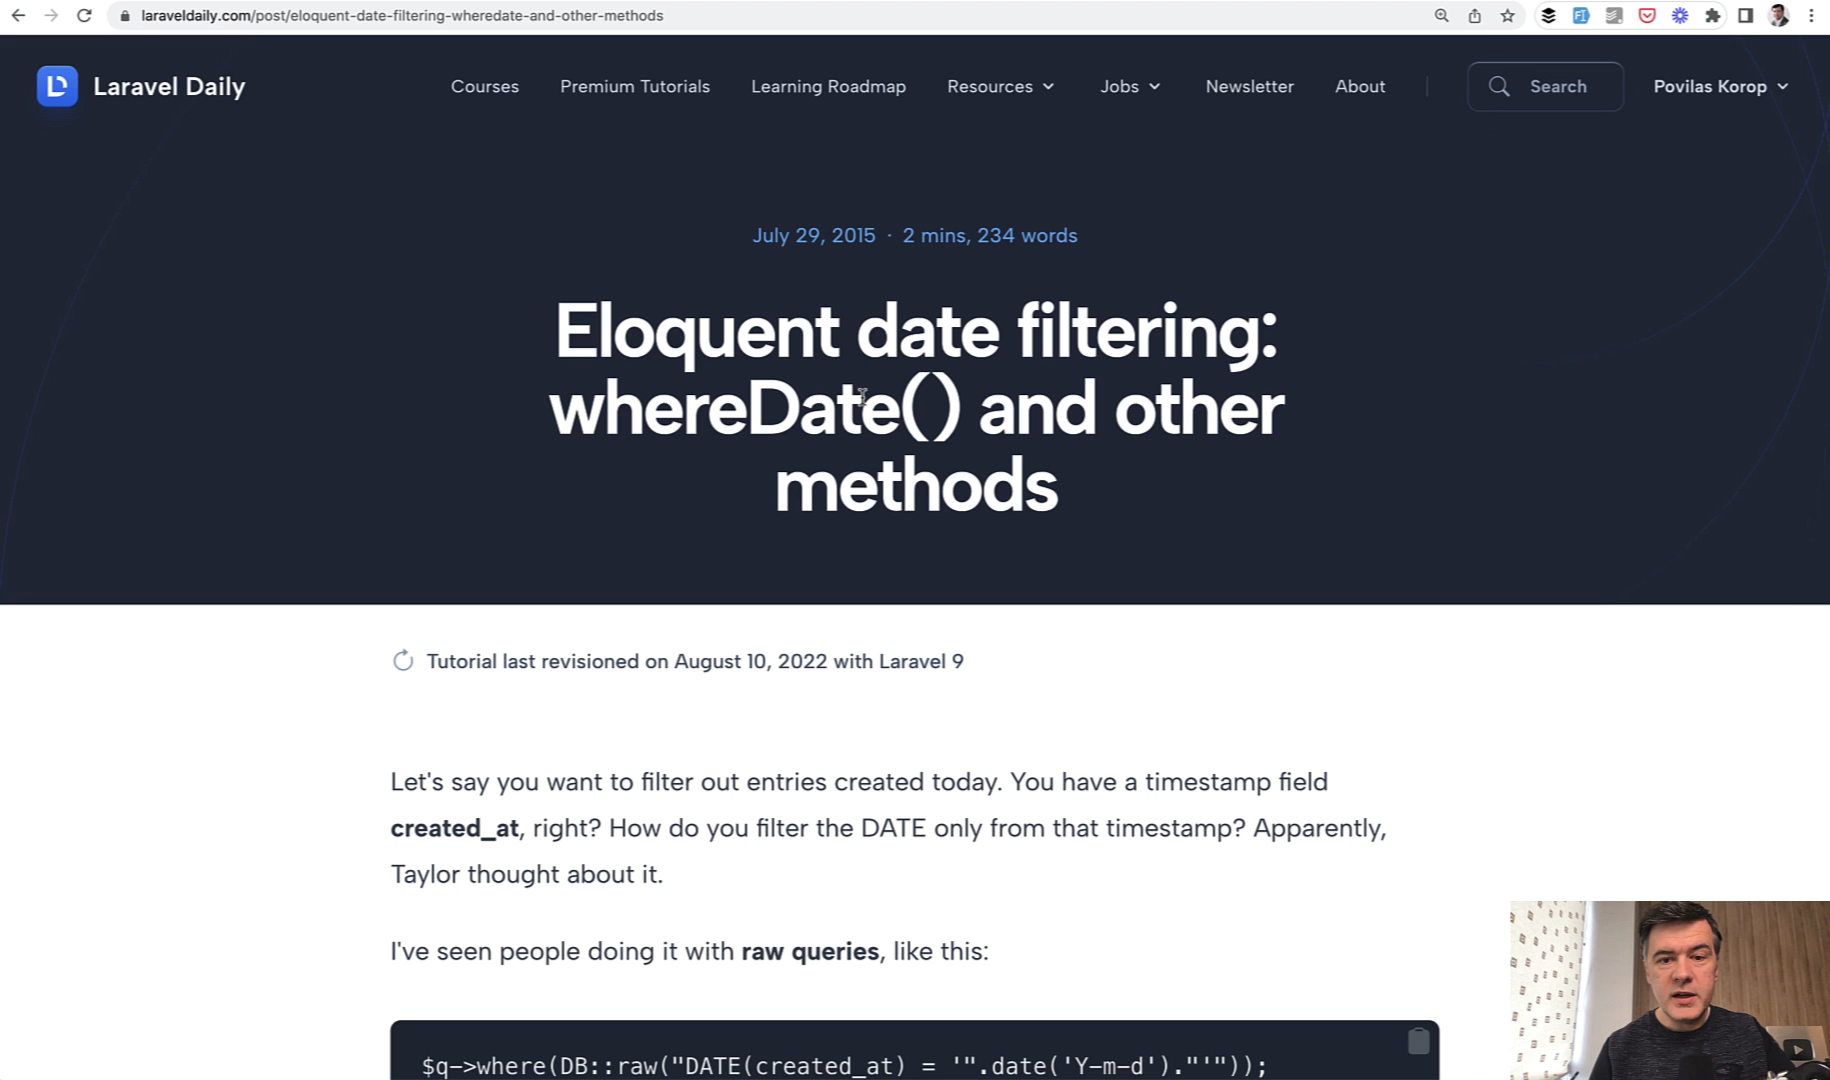 laraveldaily.com/post/eloquent-date-filtering-wheredate-and-other-methods
Laravel Daily
Courses
Premium Tutorials
Learning Roadmap
Resources
Jobs
Newsletter
About
Search
Povilas Korop
July 29, 2015 · 2 mins, 234 words
Eloquent date filtering:
whereDate() and other
methods
Tutorial last revisioned on August 10, 2022 with Laravel 9
Let's say you want to filter out entries created today. You have a timestamp field
created_at, right? How do you filter the DATE only from that timestamp? Apparently,
Taylor thought about it.
I've seen people doing it with raw queries, like this:
$q->where(DB::raw("DATE(created_at) = '".date('Y-m-d')."'"));